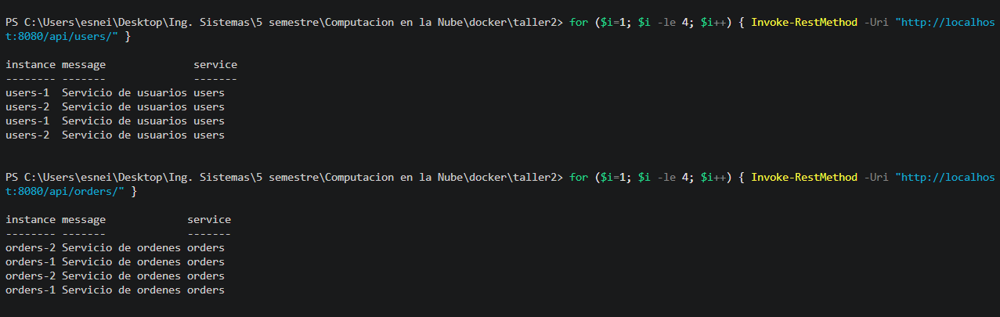 PS C:\Users\esnei\Desktop\Ing. Sistemas\5 semestre\Computacion en la Nube\docker\taller2> for ($i=1; $i -le 4; $i++) { Invoke-RestMethod -Uri "http://localhos
t:8080/api/users/" }
instance message service
-------- ------- -------
users-1 Servicio de usuarios users
users-2 Servicio de usuarios users
users-1 Servicio de usuarios users
users-2 Servicio de usuarios users
PS C:\Users\esnei\Desktop\Ing. Sistemas\5 semestre\Computacion en la Nube\docker\taller2> for ($i=1; $i -le 4; $i++) { Invoke-RestMethod -Uri "http://localhos
t:8080/api/orders/" }
instance message service
-------- ------- -------
orders-2 Servicio de ordenes orders
orders-1 Servicio de ordenes orders
orders-2 Servicio de ordenes orders
orders-1 Servicio de ordenes orders